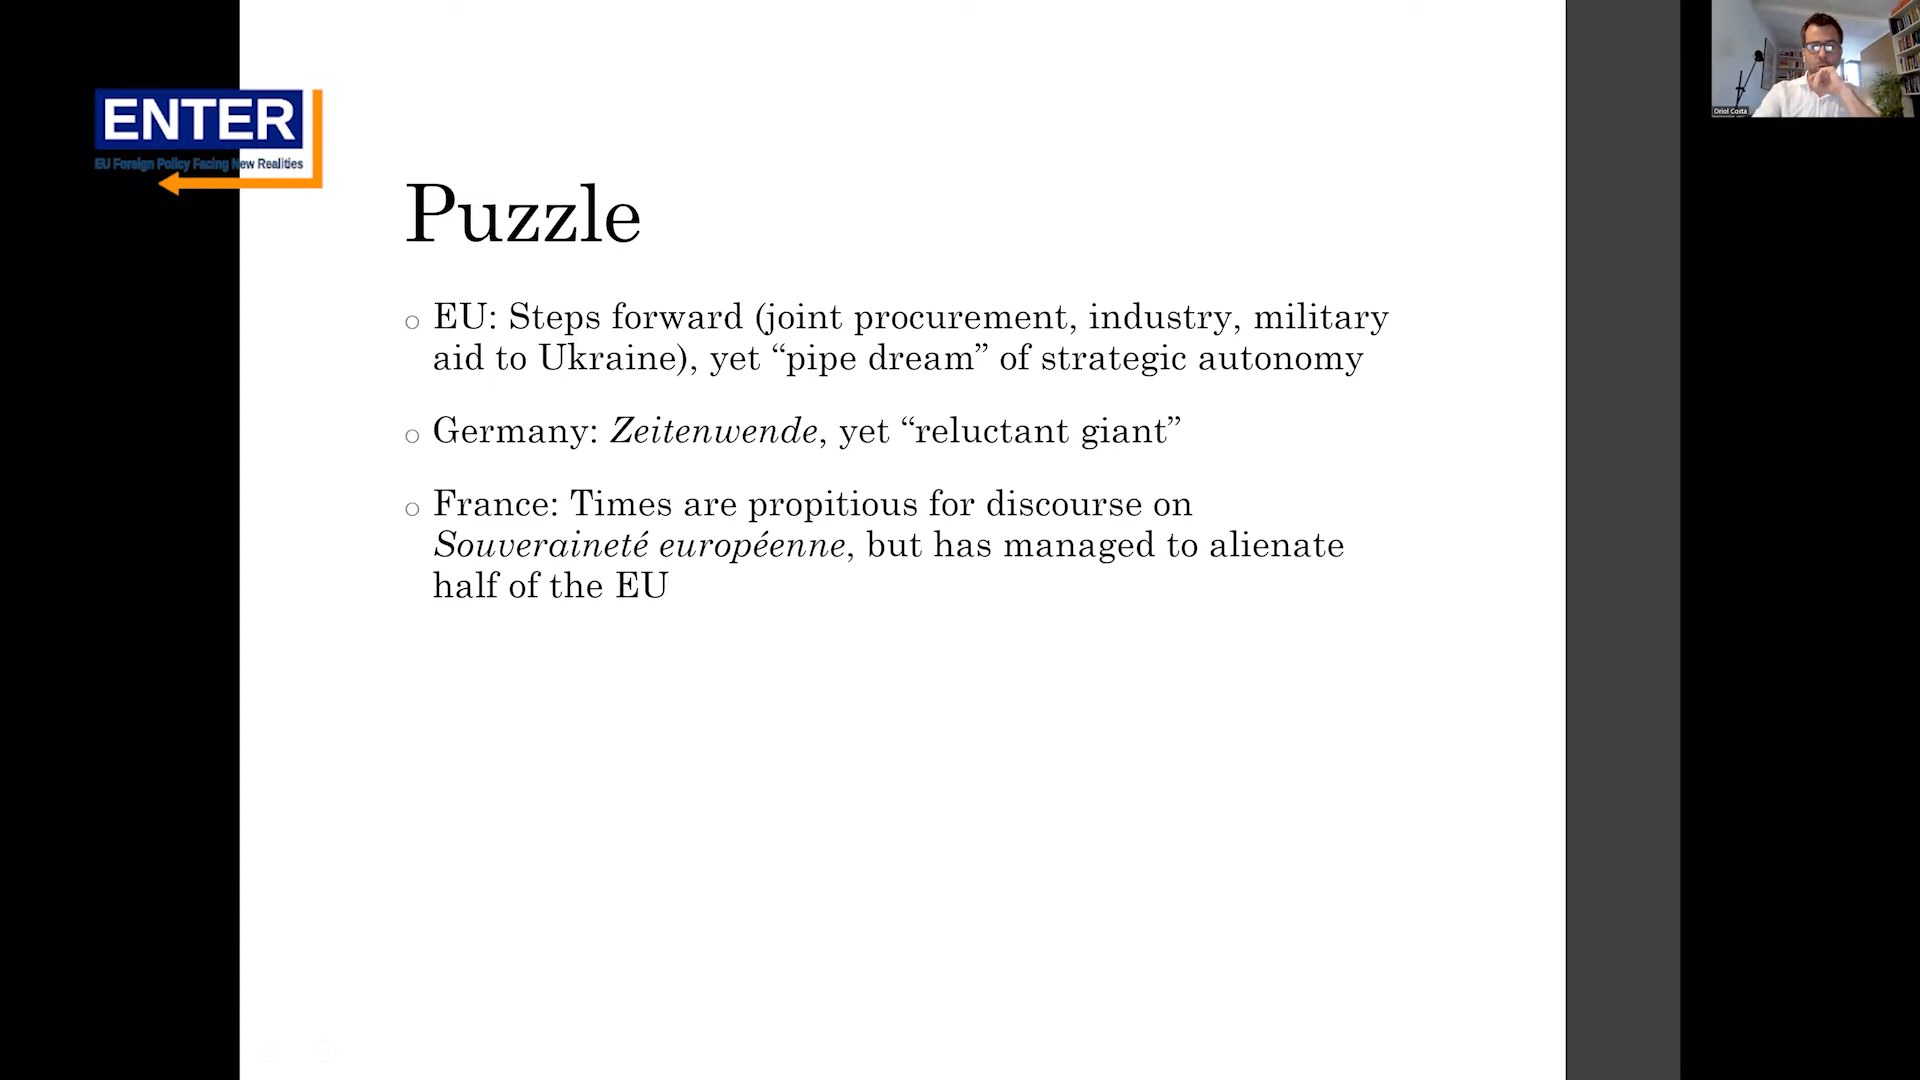 ENTER
EU Foreign Policy Facing New Realities
Oriol Costa
Puzzle
EU: Steps forward (joint procurement, industry, military
aid to Ukraine), yet “pipe dream” of strategic autonomy
Germany: Zeitenwende, yet “reluctant giant”
France: Times are propitious for discourse on
Souveraineté européenne, but has managed to alienate
half of the EU